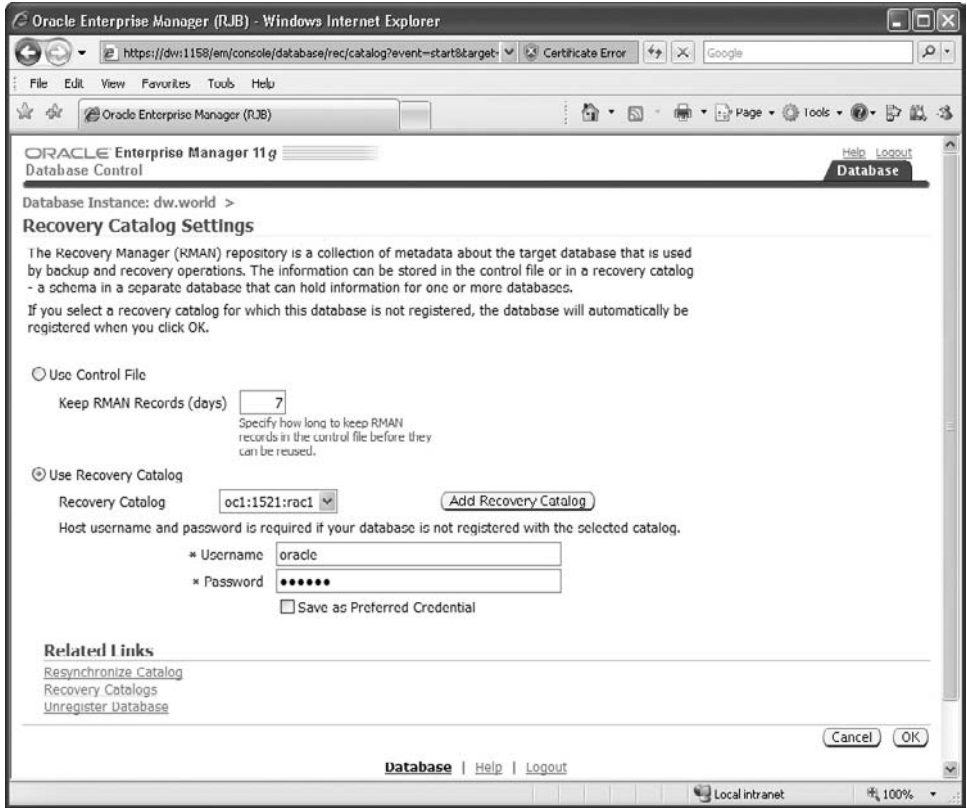 Oracle Enterprise Manager (RJB) - Windows Internet Explorer
https://dw:1158/em/console/database/rec/catalog?event=start&target- Certificate Error Google
File Edit View Favorites Tools Help
Oracle Enterprise Manager (RJB) Page Tools
ORACLE Enterprise Manager 11g Help Logout
Database Control Database
Database Instance: dw.world >
Recovery Catalog Settings
The Recovery Manager (RMAN) repository is a collection of metadata about the target database that is used
by backup and recovery operations. The information can be stored in the control file or in a recovery catalog
- a schema in a separate database that can hold information for one or more databases.
If you select a recovery catalog for which this database is not registered, the database will automatically be
registered when you click OK.
Use Control File
Keep RMAN Records (days) 7
Specify how long to keep RMAN
records in the control file before they
can be reused.
Use Recovery Catalog
Recovery Catalog oc1:1521:rac1 Add Recovery Catalog
Host username and password is required if your database is not registered with the selected catalog.
* Username oracle
* Password ••••••
Save as Preferred Credential
Related Links
Resynchronize Catalog
Recovery Catalogs
Unregister Database
Cancel OK
Database | Help | Logout
Local intranet 100%